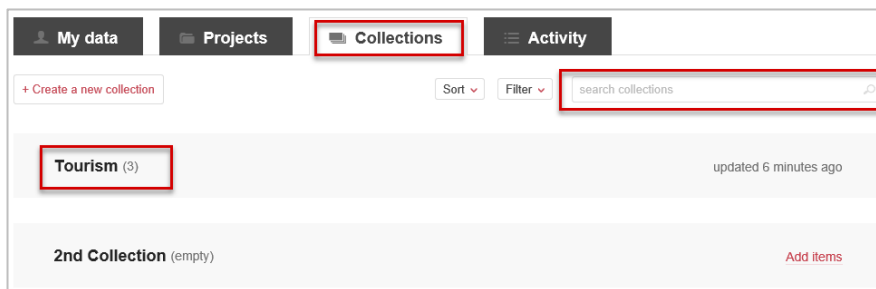 My data Projects Collections Activity
+ Create a new collection Sort Filter search collections
Tourism (3) updated 6 minutes ago
2nd Collection (empty) Add items